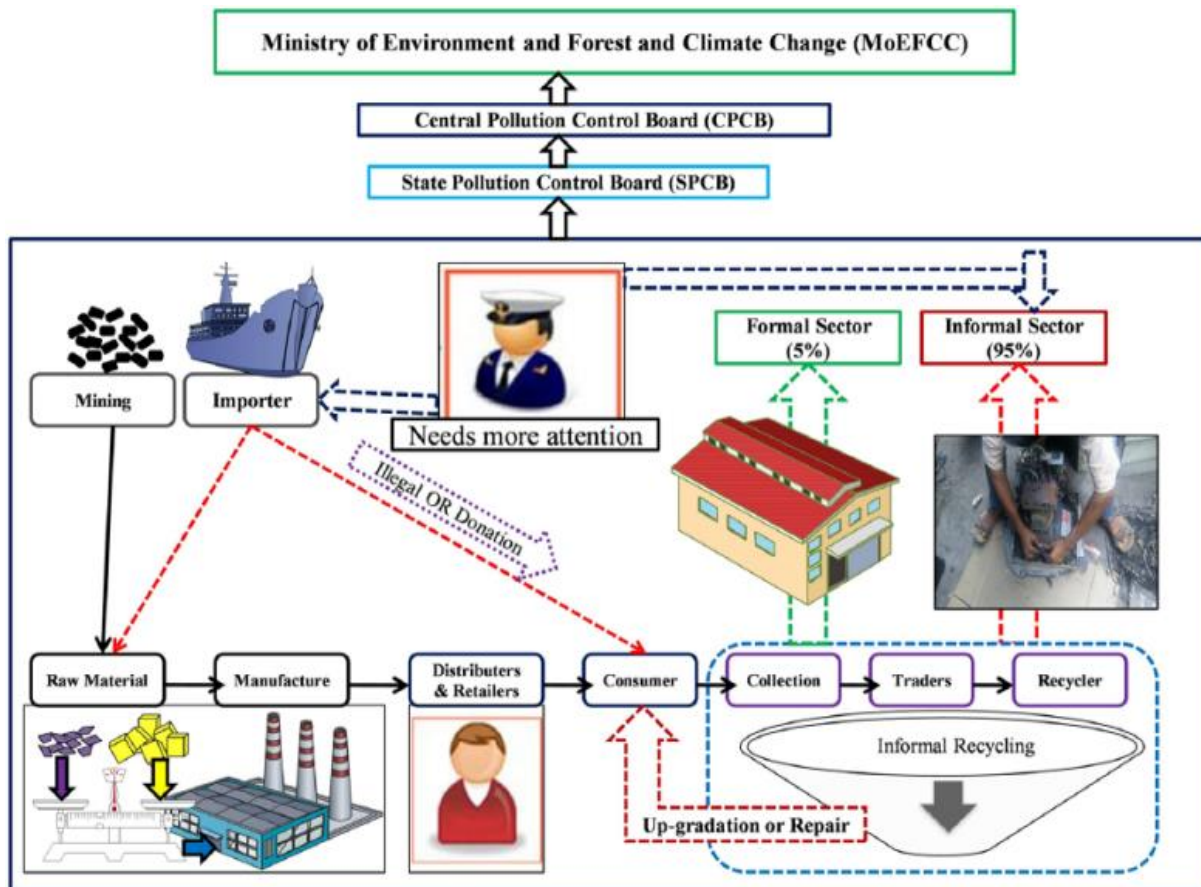 Ministry of Environment and Forest and Climate Change (MoEFCC)
Central Pollution Control Board (CPCB)
State Pollution Control Board (SPCB)
Formal Sector
(5%)
Informal Sector
(95%)
Mining
Importer
Needs more attention
Illegal OR Donation
Raw Material
Manufacture
Distributers
& Retailers
Consumer
Collection
Traders
Recycler
Informal Recycling
Up-gradation or Repair